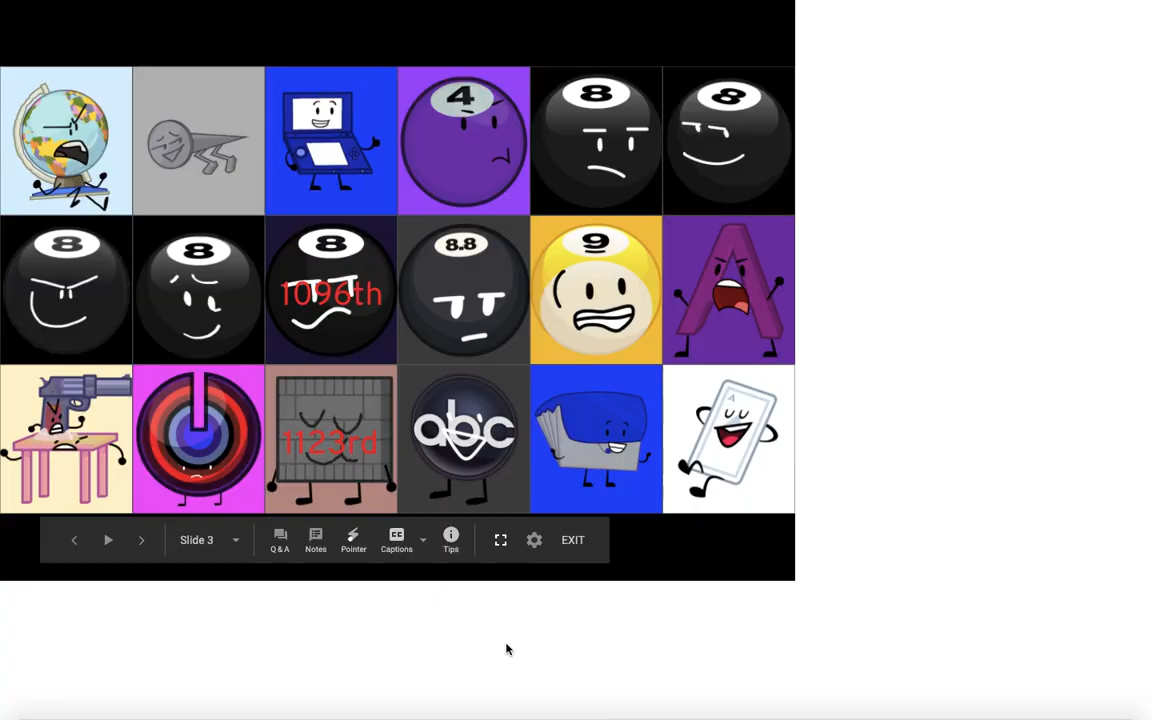 4
8
8
8
8
8
1096th
8.8
9
A
1123rd
abc
A
Slide 3
Q & A
Notes
Pointer
CC
Captions
Tips
EXIT